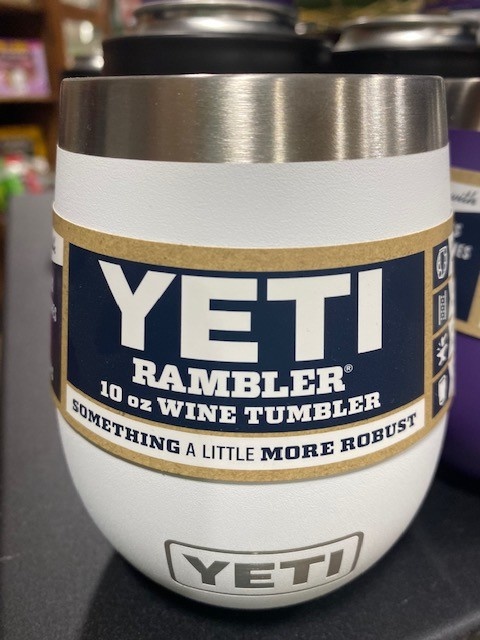 YETI
RAMBLER®
10 oz WINE TUMBLER
SOMETHING A LITTLE MORE ROBUST
YETI